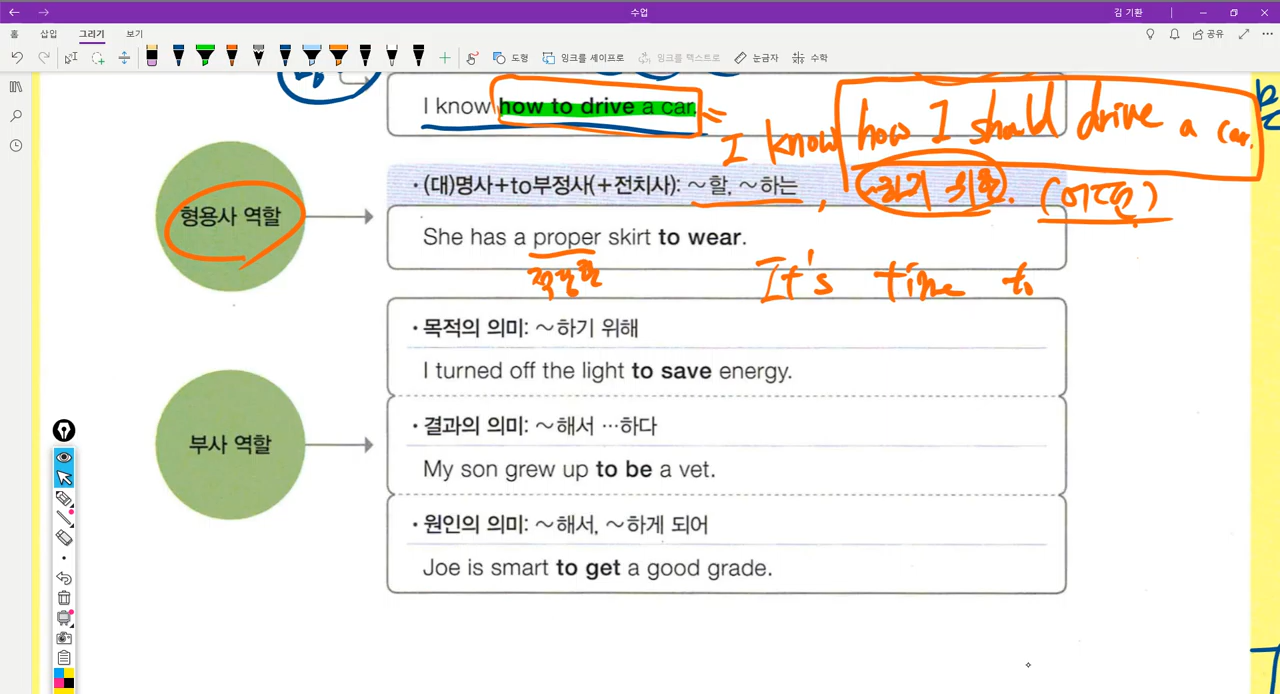 수업
김 기환
홈 삽입 그리기 보기
도형 잉크를 셰이프로 잉크를 텍스트로 눈금자 수학 공유
I know how to drive a car. = I know how I should drive a car.
형용사 역할
• (대)명사+to부정사(+전치사): ~할, ~하는, ~하기 위한. (미래)
She has a proper skirt to wear.
적절한
It's time to
• 목적의 의미: ~하기 위해
I turned off the light to save energy.
부사 역할
• 결과의 의미: ~해서 …하다
My son grew up to be a vet.
• 원인의 의미: ~해서, ~하게 되어
Joe is smart to get a good grade.